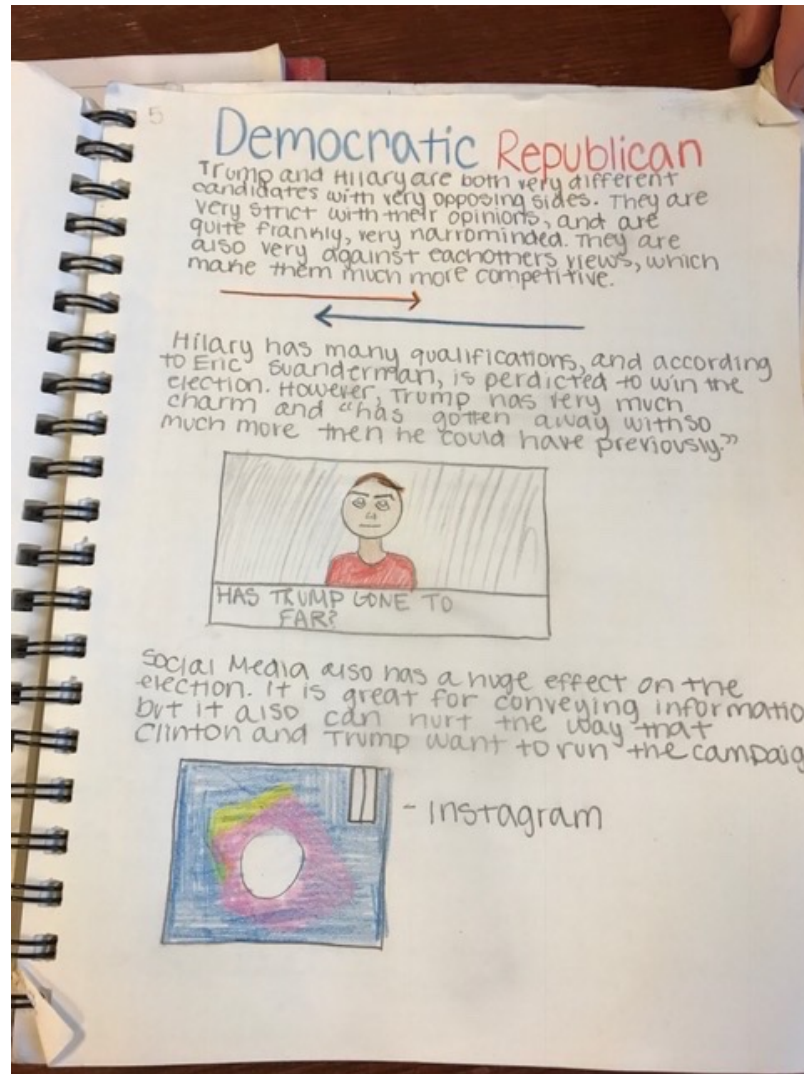 5
Democratic Republican
Trump and Hilary are both very different
candidates with very opposing sides. They are
very strict with their opinions, and are
quite frankly, very narrominded. They are
also very against eachothers views, which
make them much more competitive.
Hilary has many qualifications, and according
to Eric Suanderman, is perdicted to win the
election. However, Trump has very much
charm and "has gotten away with so
much more then he could have previously."
HAS TRUMP GONE TO
FAR?
Social Media also has a huge effect on the
election. It is great for conveying informatio
but it also can hurt the way that
Clinton and Trump want to run the campaig
- Instagram